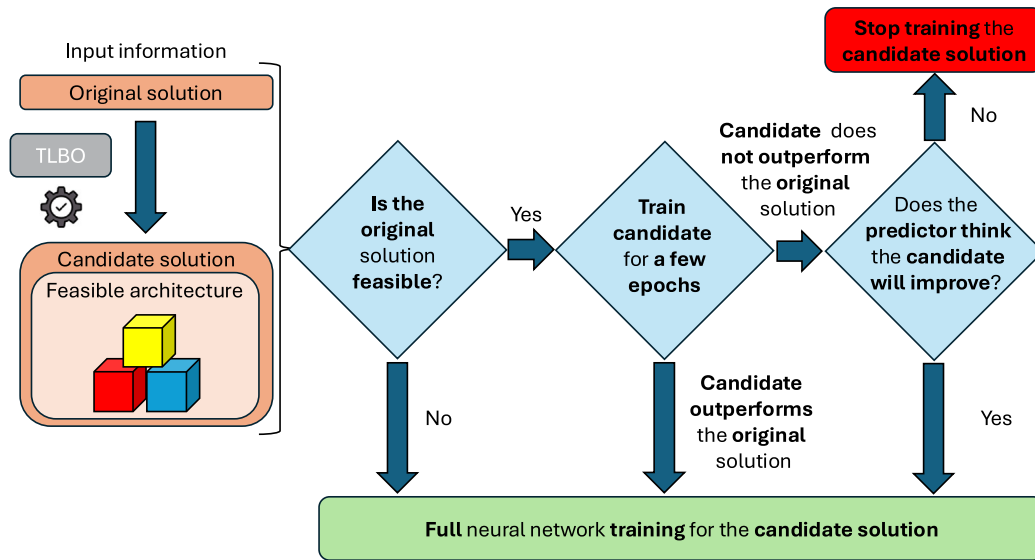 Input information
Original solution
TLBO
Candidate solution
Feasible architecture
Is the
original
solution
feasible?
Yes
No
Train
candidate
for a few
epochs
Candidate does
not outperform
the original
solution
Candidate
outperforms
the original
solution
Does the
predictor think
the candidate
will improve?
No
Stop training the
candidate solution
Yes
Full neural network training for the candidate solution